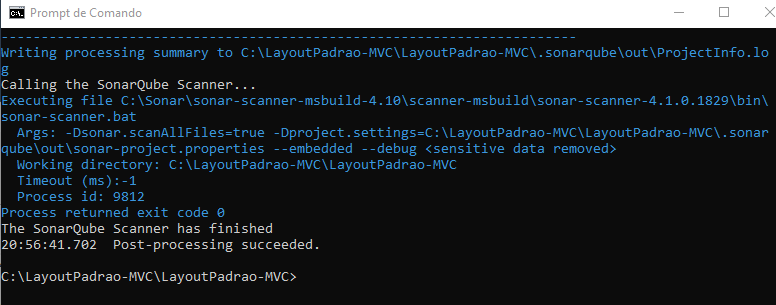 Prompt de Comando
------------------------------------------------------------------------
Writing processing summary to C:\LayoutPadrao-MVC\LayoutPadrao-MVC\.sonarqube\out\ProjectInfo.lo
g
Calling the SonarQube Scanner...
Executing file C:\Sonar\sonar-scanner-msbuild-4.10\scanner-msbuild\sonar-scanner-4.1.0.1829\bin\
sonar-scanner.bat
  Args: -Dsonar.scanAllFiles=true -Dproject.settings=C:\LayoutPadrao-MVC\LayoutPadrao-MVC\.sonar
qube\out\sonar-project.properties --embedded --debug <sensitive data removed>
  Working directory: C:\LayoutPadrao-MVC\LayoutPadrao-MVC
  Timeout (ms):-1
  Process id: 9812
Process returned exit code 0
The SonarQube Scanner has finished
20:56:41.702  Post-processing succeeded.
C:\LayoutPadrao-MVC\LayoutPadrao-MVC>